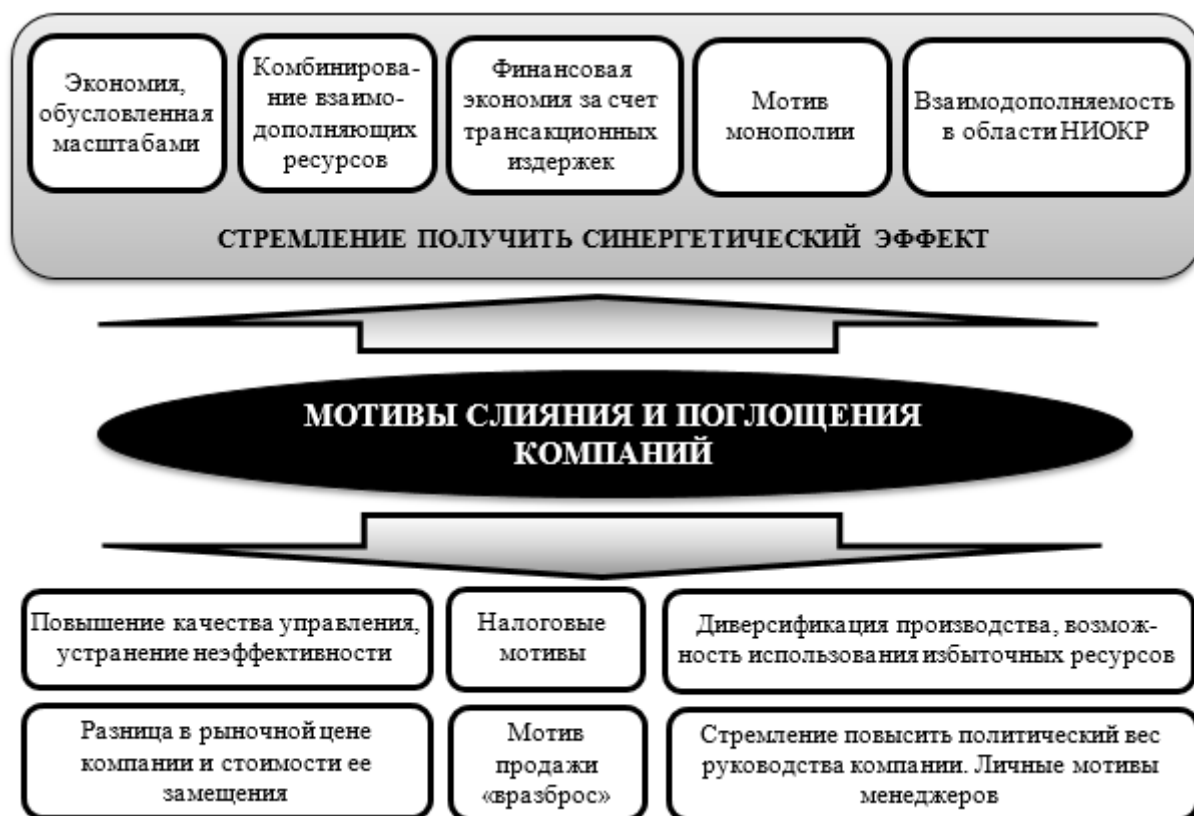 Экономия,
обусловленная
масштабами
Комбинирова-
ние взаимо-
дополняющих
ресурсов
Финансовая
экономия за счет
трансакционных
издержек
Мотив
монополии
Взаимодополняемость
в области НИОКР
СТРЕМЛЕНИЕ ПОЛУЧИТЬ СИНЕРГЕТИЧЕСКИЙ ЭФФЕКТ
МОТИВЫ СЛИЯНИЯ И ПОГЛОЩЕНИЯ
КОМПАНИЙ
Повышение качества управления,
устранение неэффективности
Налоговые
мотивы
Диверсификация производства, возмож-
ность использования избыточных ресурсов
Разница в рыночной цене
компании и стоимости ее
замещения
Мотив
продажи
«вразброс»
Стремление повысить политический вес
руководства компании. Личные мотивы
менеджеров